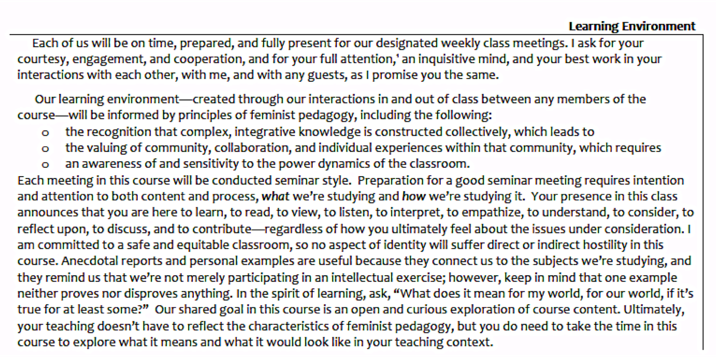 Learning Environment
Each of us will be on time, prepared, and fully present for our designated weekly class meetings. I ask for your
courtesy, engagement, and cooperation, and for your full attention,' an inquisitive mind, and your best work in your
interactions with each other, with me, and with any guests, as I promise you the same.
Our learning environment—created through our interactions in and out of class between any members of the
course—will be informed by principles of feminist pedagogy, including the following:
o the recognition that complex, integrative knowledge is constructed collectively, which leads to
o the valuing of community, collaboration, and individual experiences within that community, which requires
o an awareness of and sensitivity to the power dynamics of the classroom.
Each meeting in this course will be conducted seminar style. Preparation for a good seminar meeting requires intention
and attention to both content and process, what we're studying and how we're studying it. Your presence in this class
announces that you are here to learn, to read, to view, to listen, to interpret, to empathize, to understand, to consider, to
reflect upon, to discuss, and to contribute—regardless of how you ultimately feel about the issues under consideration. I
am committed to a safe and equitable classroom, so no aspect of identity will suffer direct or indirect hostility in this
course. Anecdotal reports and personal examples are useful because they connect us to the subjects we're studying, and
they remind us that we're not merely participating in an intellectual exercise; however, keep in mind that one example
neither proves nor disproves anything. In the spirit of learning, ask, "What does it mean for my world, for our world, if it's
true for at least some?" Our shared goal in this course is an open and curious exploration of course content. Ultimately,
your teaching doesn't have to reflect the characteristics of feminist pedagogy, but you do need to take the time in this
course to explore what it means and what it would look like in your teaching context.